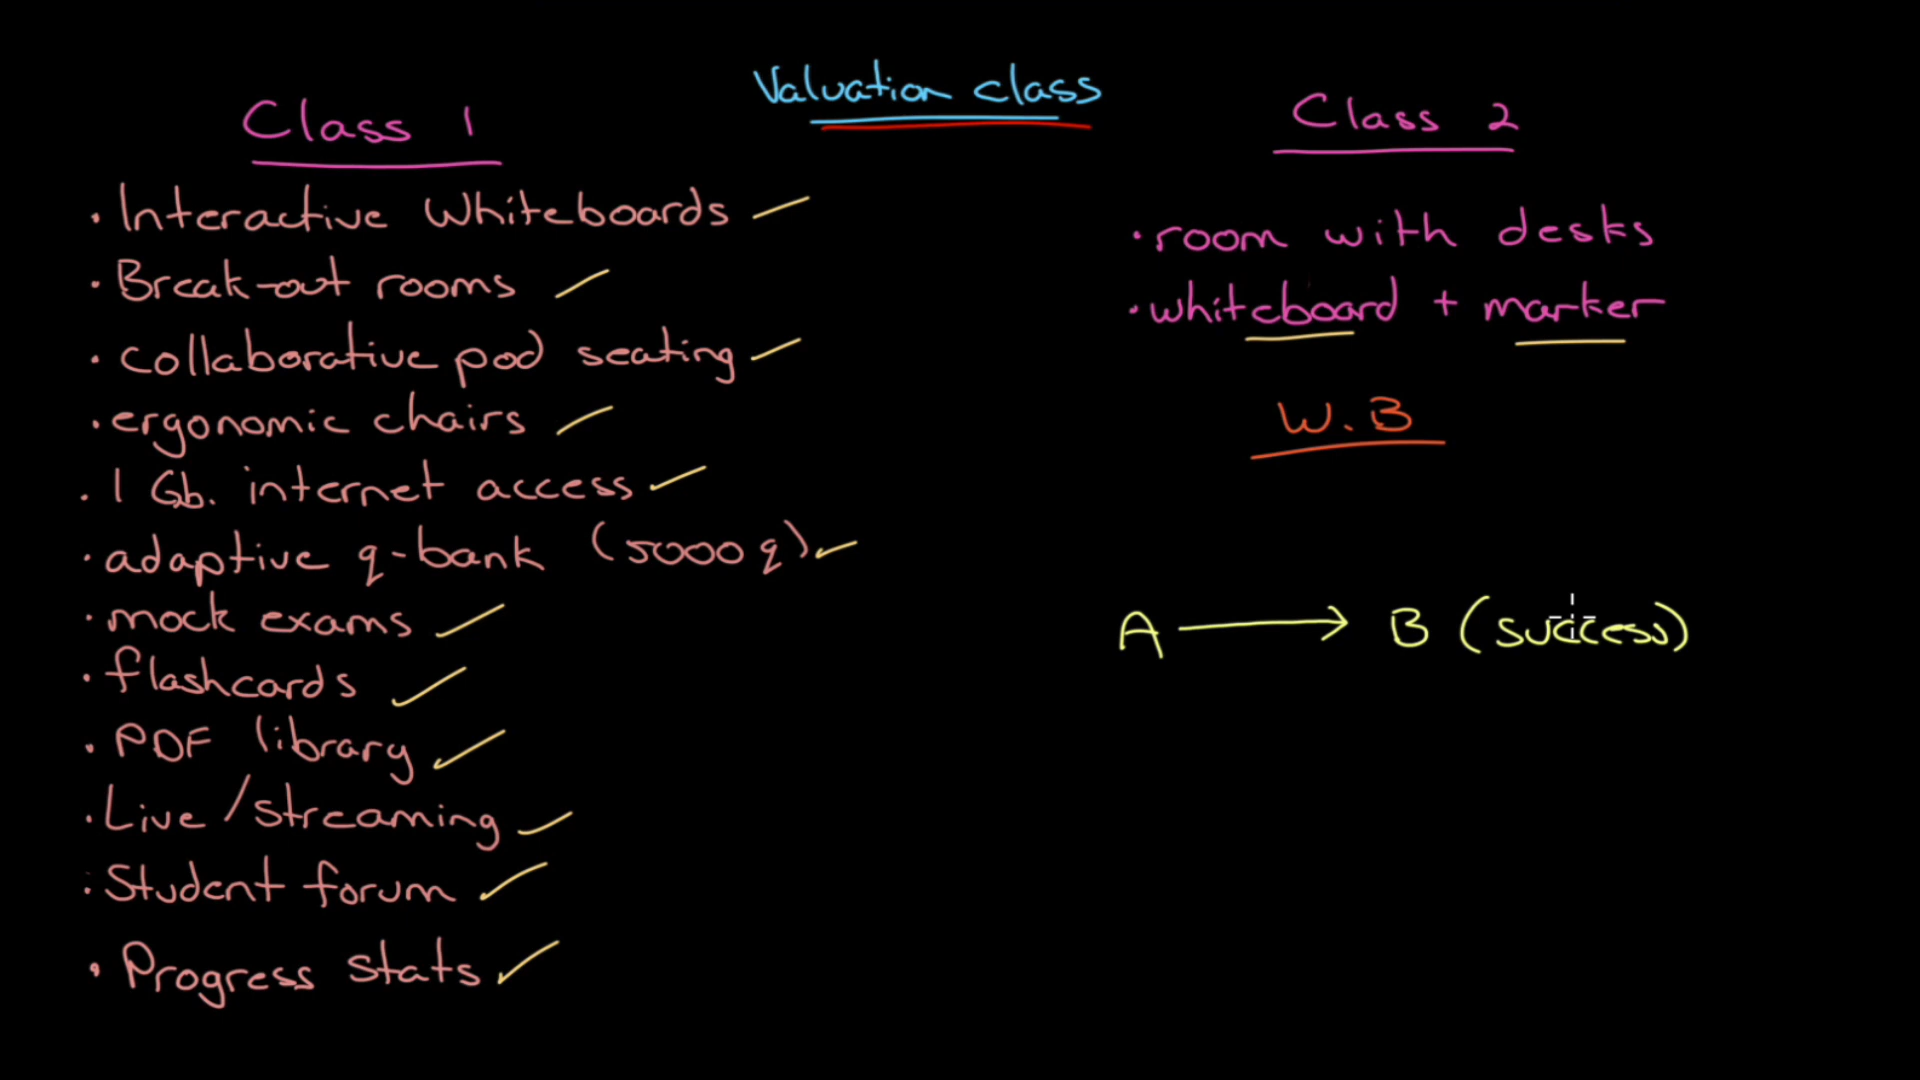 Valuation class
Class 1
• Interactive Whiteboards
• Break-out rooms
• collaborative pod seating
• ergonomic chairs
• 1 Gb. internet access
• adaptive q-bank (5000 q)
• mock exams
• flashcards
• PDF library
• Live/streaming
• Student forum
• Progress stats
Class 2
• room with desks
• whiteboard + marker
W.B
A → B (success)